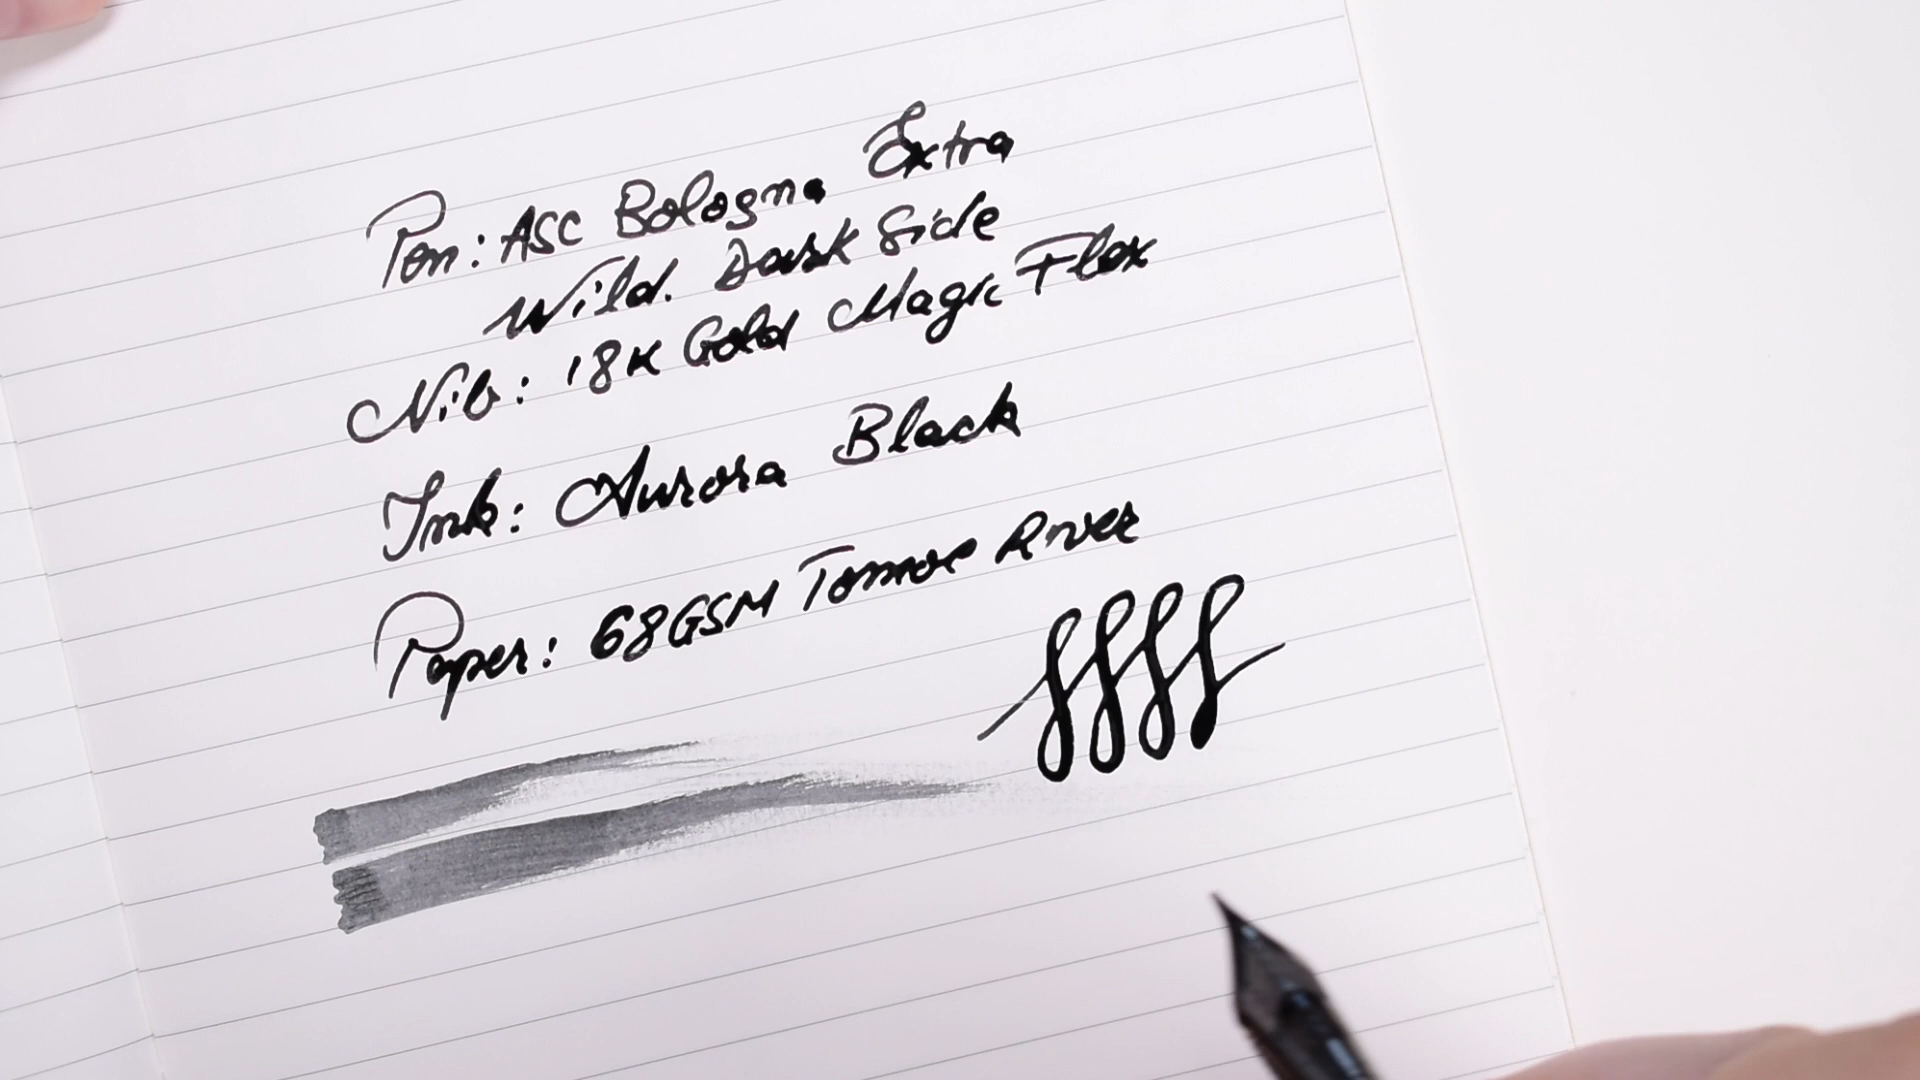 Pen: ASC Bologna Extra
Wild. Dark Side
Nib: 18K Gold Magic Flex
Ink: Aurora Black
Paper: 68GSM Tomoe River